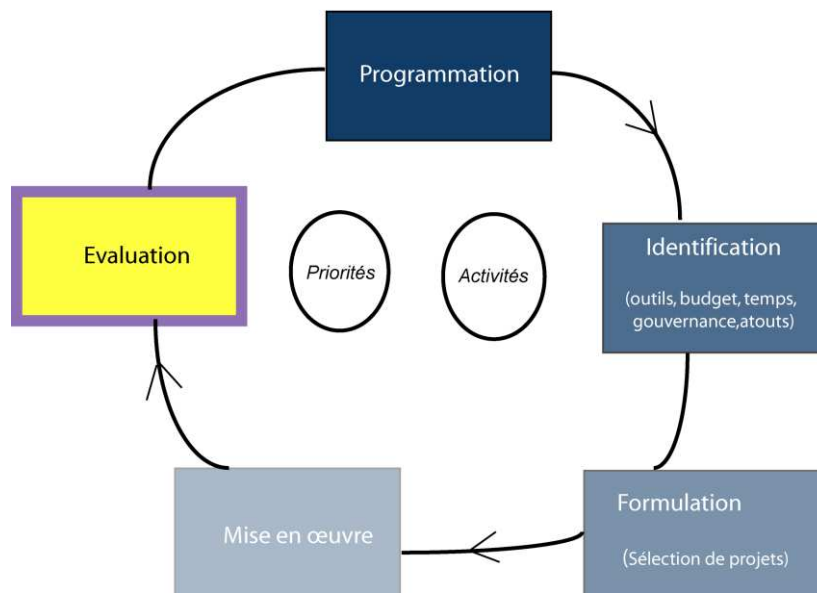 Programmation
Identification
(outils, budget, temps,
gouvernance,atouts)
Evaluation
Priorités
Activités
Formulation
(Sélection de projets)
Mise en œuvre